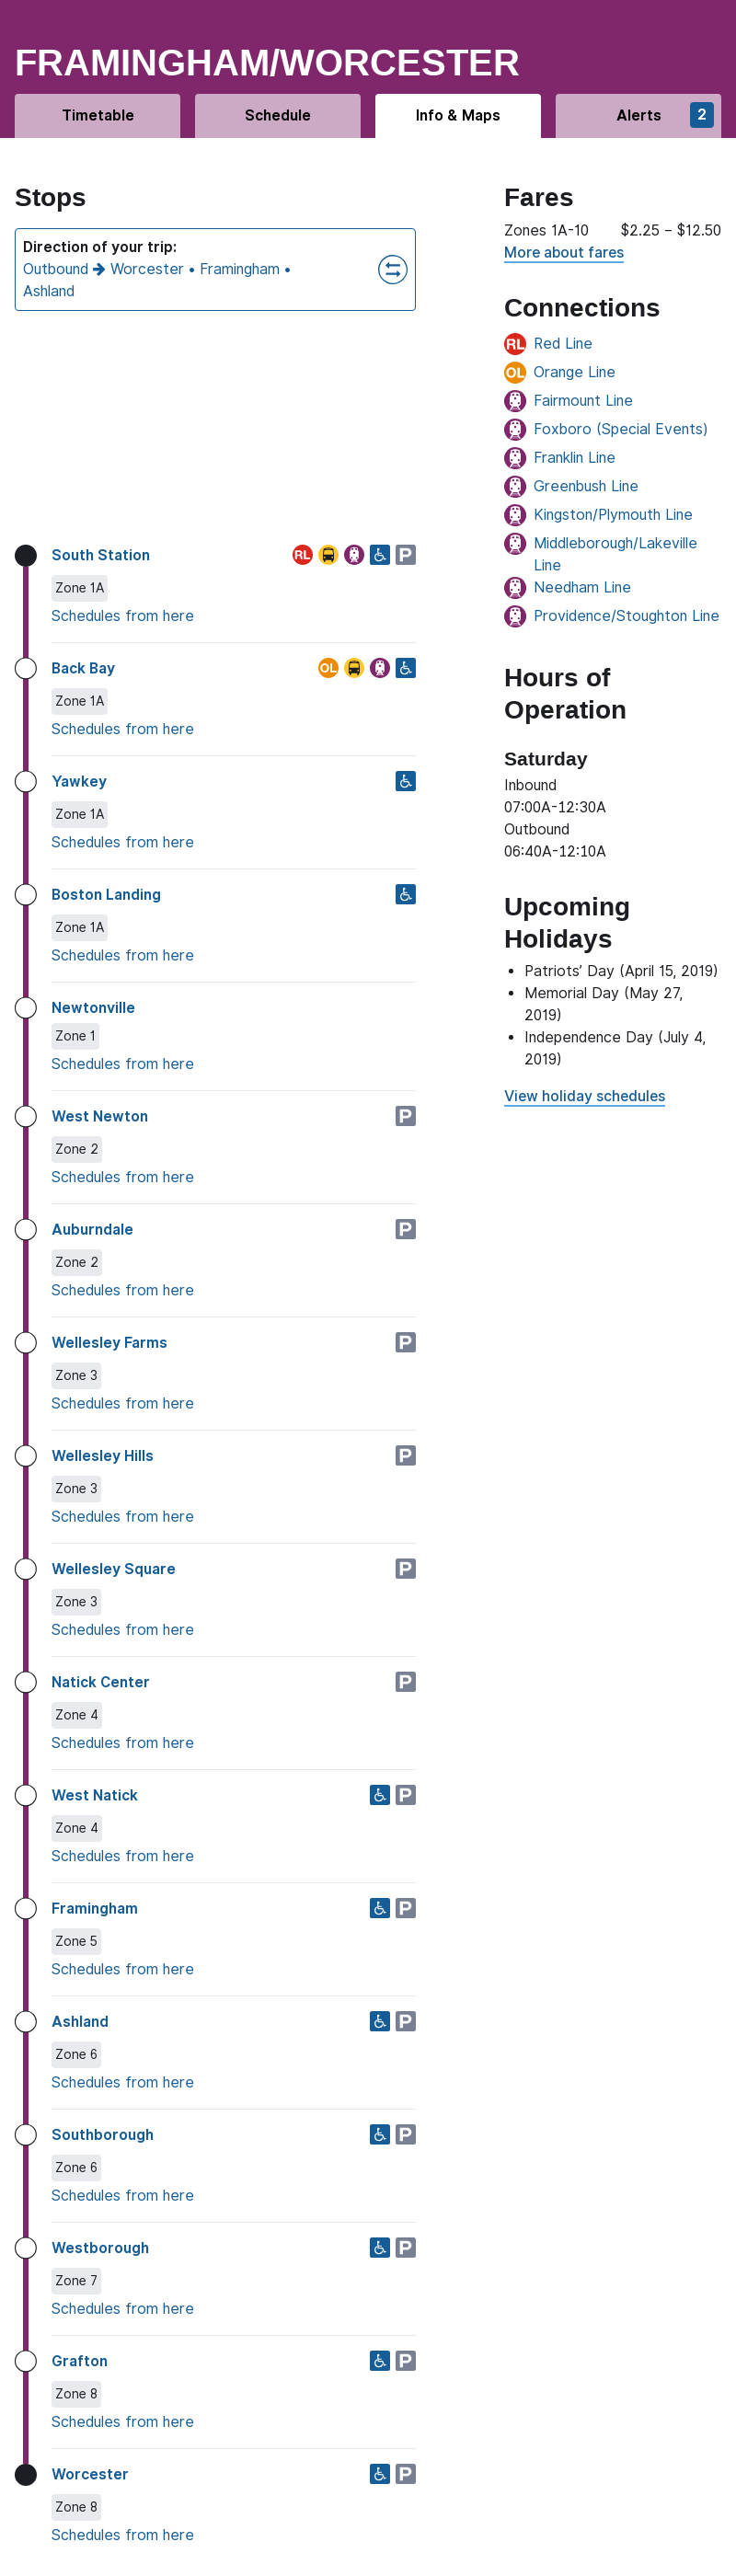 FRAMINGHAM/WORCESTER
Timetable
Schedule
Info & Maps
Alerts
2
Stops
Direction of your trip:
Outbound → Worcester • Framingham •
Ashland
South Station
RL
P
Zone 1A
Schedules from here
Back Bay
OL
Zone 1A
Schedules from here
Yawkey
Zone 1A
Schedules from here
Boston Landing
Zone 1A
Schedules from here
Newtonville
Zone 1
Schedules from here
West Newton
P
Zone 2
Schedules from here
Auburndale
P
Zone 2
Schedules from here
Wellesley Farms
P
Zone 3
Schedules from here
Wellesley Hills
P
Zone 3
Schedules from here
Wellesley Square
P
Zone 3
Schedules from here
Natick Center
P
Zone 4
Schedules from here
West Natick
P
Zone 4
Schedules from here
Framingham
P
Zone 5
Schedules from here
Ashland
P
Zone 6
Schedules from here
Southborough
P
Zone 6
Schedules from here
Westborough
P
Zone 7
Schedules from here
Grafton
P
Zone 8
Schedules from here
Worcester
P
Zone 8
Schedules from here
Fares
Zones 1A-10 $2.25 – $12.50
More about fares
Connections
RL Red Line
OL Orange Line
Fairmount Line
Foxboro (Special Events)
Franklin Line
Greenbush Line
Kingston/Plymouth Line
Middleborough/Lakeville
Line
Needham Line
Providence/Stoughton Line
Hours of
Operation
Saturday
Inbound
07:00A-12:30A
Outbound
06:40A-12:10A
Upcoming
Holidays
• Patriots’ Day (April 15, 2019)
• Memorial Day (May 27,
2019)
• Independence Day (July 4,
2019)
View holiday schedules